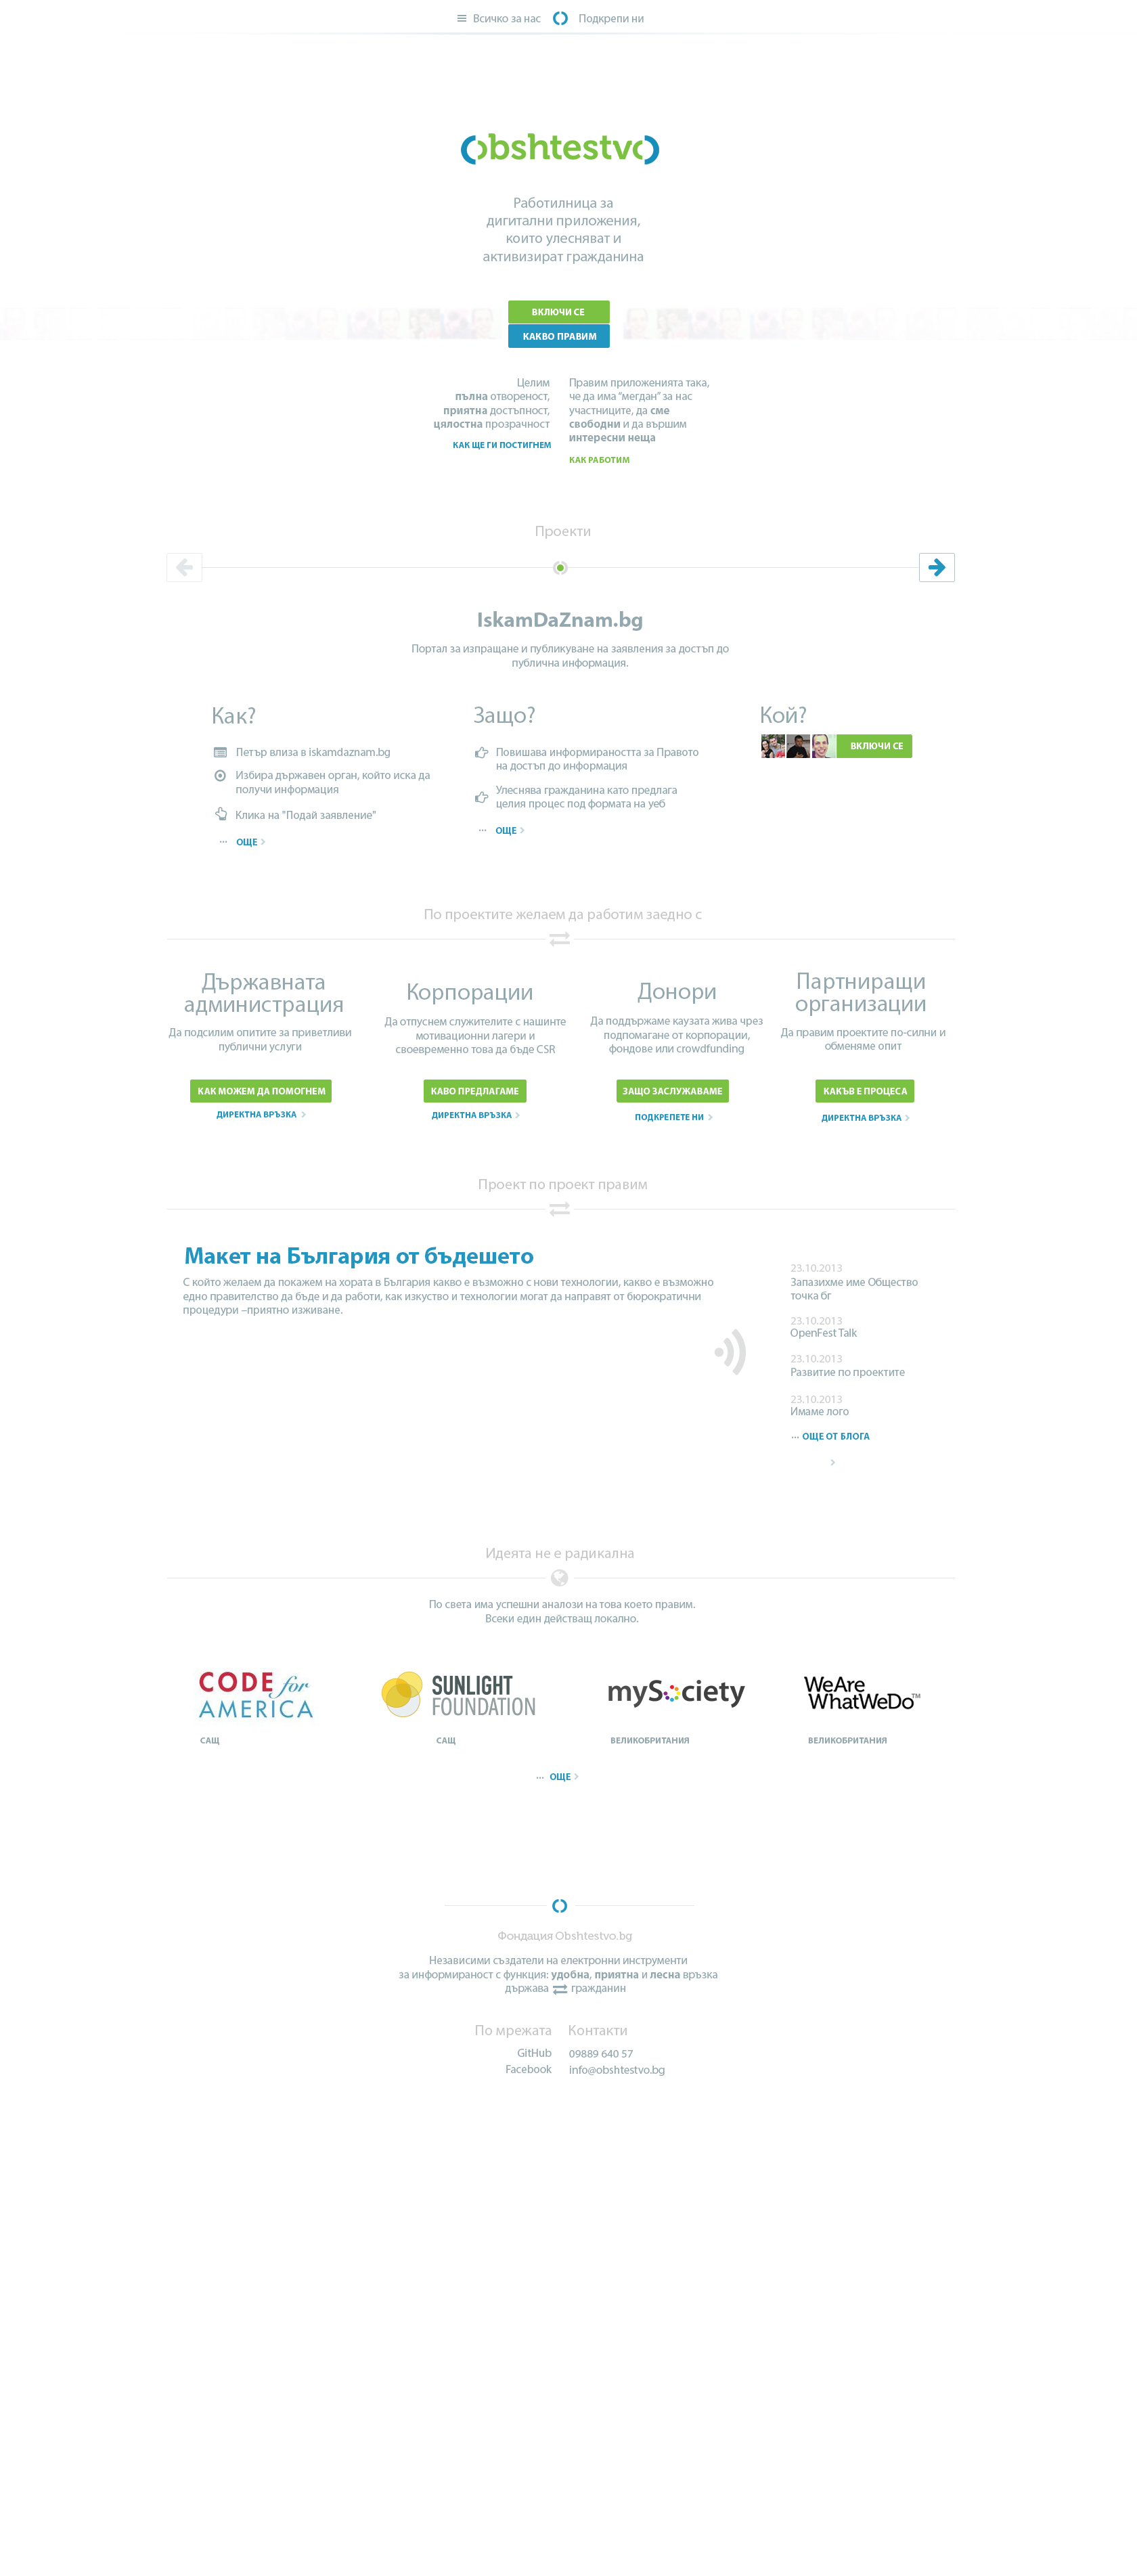 Всичко за нас
Подкрепи ни
obshtestvo
Работилница за
дигитални приложения,
които улесняват и
активизират гражданина
ВКЛЮЧИ СЕ
КАКВО ПРАВИМ
Целим
пълна отвореност,
приятна достъпност,
цялостна прозрачност
КАК ЩЕ ГИ ПОСТИГНЕМ
Правим приложенията така,
че да има “мегдан” за нас
участниците, да сме
свободни и да вършим
интересни неща
КАК РАБОТИМ
Проекти
IskamDaZnam.bg
Портал за изпращане и публикуване на заявления за достъп до
публична информация.
Как?
Петър влиза в iskamdaznam.bg
Избира държавен орган, който иска да
получи информация
Клика на "Подай заявление"
... ОЩЕ
Защо?
Повишава информираността за Правото
на достъп до информация
Улеснява гражданина като предлага
целия процес под формата на уеб
... ОЩЕ
Кой?
ВКЛЮЧИ СЕ
По проектите желаем да работим заедно с
Държавната
администрация
Да подсилим опитите за приветливи
публични услуги
КАК МОЖЕМ ДА ПОМОГНЕМ
ДИРЕКТНА ВРЪЗКА
Корпорации
Да отпуснем служителите с нашинте
мотивационни лагери и
своевременно това да бъде CSR
КАВО ПРЕДЛАГАМЕ
ДИРЕКТНА ВРЪЗКА
Донори
Да поддържаме каузата жива чрез
подпомагане от корпорации,
фондове или crowdfunding
ЗАЩО ЗАСЛУЖАВАМЕ
ПОДКРЕПЕТЕ НИ
Партниращи
организации
Да правим проектите по-силни и
обменяме опит
КАКЪВ Е ПРОЦЕСА
ДИРЕКТНА ВРЪЗКА
Проект по проект правим
Макет на България от бъдешето
С който желаем да покажем на хората в България какво е възможно с нови технологии, какво е възможно
едно правителство да бъде и да работи, как изкуство и технологии могат да направят от бюрократични
процедури –приятно изживане.
23.10.2013
Запазихме име Общество
точка бг
23.10.2013
OpenFest Talk
23.10.2013
Развитие по проектите
23.10.2013
Имаме лого
... ОЩЕ ОТ БЛОГА
Идеята не е радикална
По света има успешни аналози на това което правим.
Всеки един действащ локално.
CODE for
AMERICA
САЩ
SUNLIGHT
FOUNDATION
САЩ
mySociety
ВЕЛИКОБРИТАНИЯ
WeAre
WhatWeDo™
ВЕЛИКОБРИТАНИЯ
... ОЩЕ
Фондация Obshtestvo.bg
Независими създатели на електронни инструменти
за информираност с функция: удобна, приятна и лесна връзка
държава гражданин
По мрежата
GitHub
Facebook
Контакти
09889 640 57
info@obshtestvo.bg